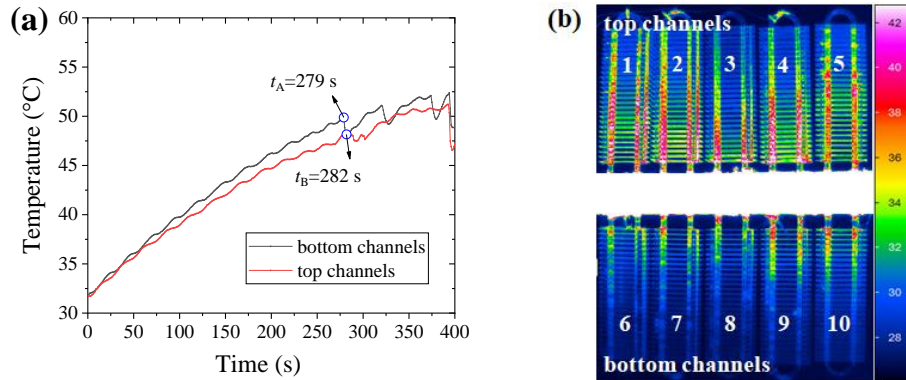 (a)
60
55
50
45
40
35
30
Temperature (°C)
t_A=279 s
t_B=282 s
bottom channels
top channels
0 50 100 150 200 250 300 350 400
Time (s)
(b)
top channels
1 2 3 4 5
6 7 8 9 10
bottom channels
42
40
38
36
34
32
30
28